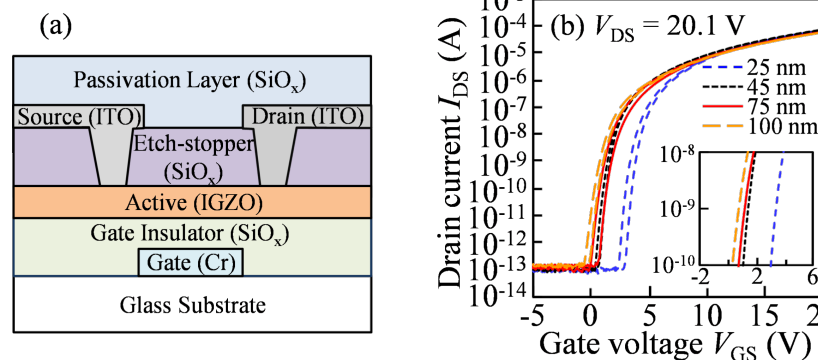 (a)
Passivation Layer (SiOx)
Source (ITO)
Drain (ITO)
Etch-stopper
(SiOx)
Active (IGZO)
Gate Insulator (SiOx)
Gate (Cr)
Glass Substrate
(b) VDS = 20.1 V
Drain current IDS (A)
10-4
10-5
10-6
10-7
10-8
10-9
10-10
10-11
10-12
10-13
10-14
25 nm
45 nm
75 nm
100 nm
10-8
10-9
10-10
-2 2 6
-5 0 5 10 15
Gate voltage VGS (V)